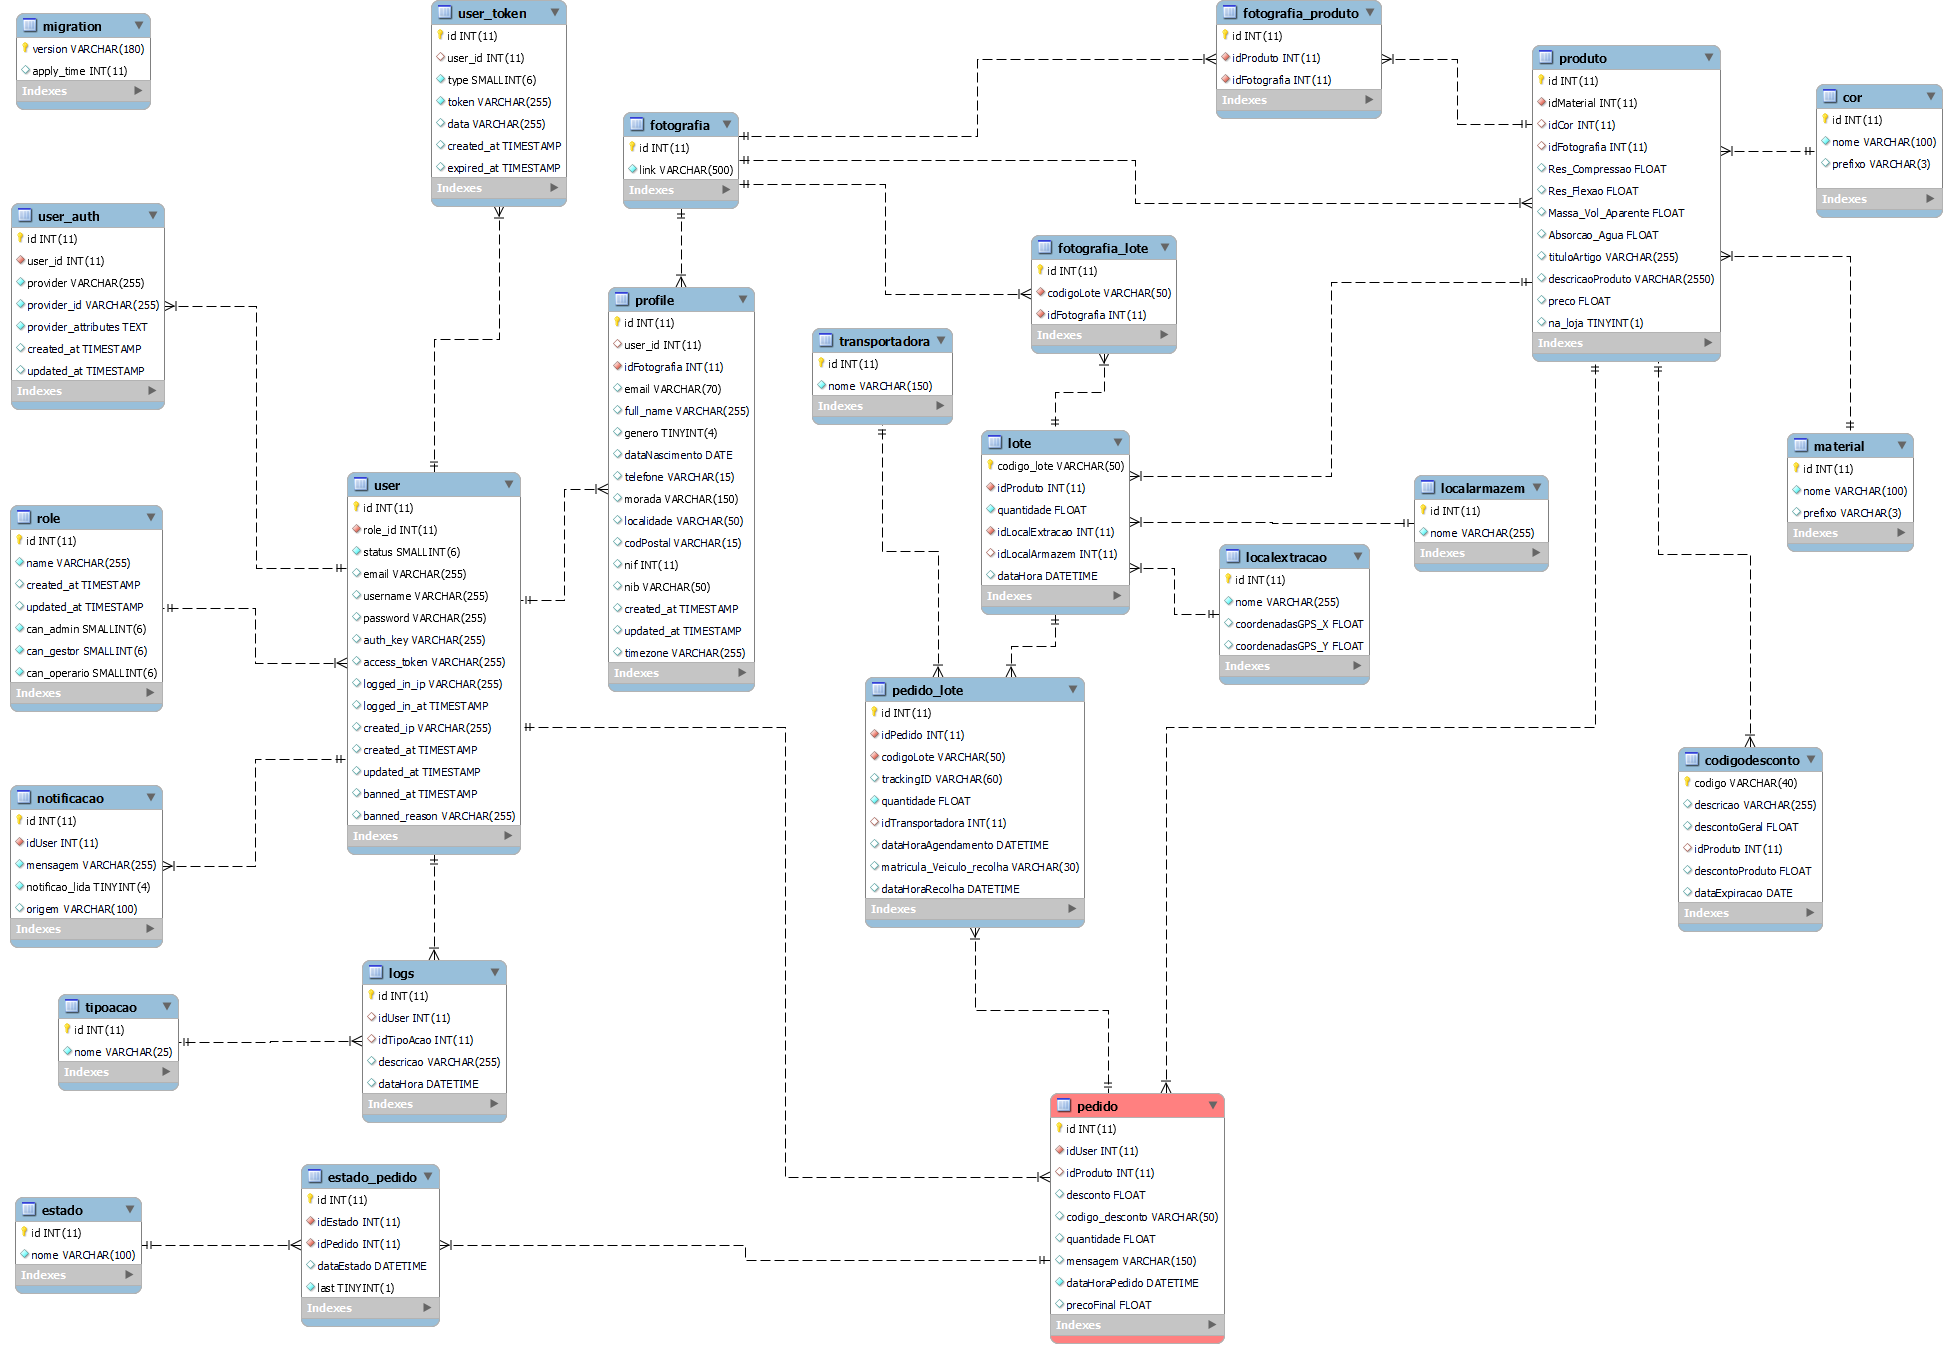 migration
version VARCHAR(180)
apply_time INT(11)
Indexes
user_token
id INT(11)
user_id INT(11)
type SMALLINT(6)
token VARCHAR(255)
data VARCHAR(255)
created_at TIMESTAMP
expired_at TIMESTAMP
Indexes
fotografia_produto
id INT(11)
idProduto INT(11)
idFotografia INT(11)
Indexes
produto
id INT(11)
idMaterial INT(11)
idCor INT(11)
idFotografia INT(11)
Res_Compressao FLOAT
Res_Flexao FLOAT
Massa_Vol_Aparente FLOAT
Absorcao_Agua FLOAT
tituloArtigo VARCHAR(255)
descricaoProduto VARCHAR(2550)
preco FLOAT
na_loja TINYINT(1)
Indexes
cor
id INT(11)
nome VARCHAR(100)
prefixo VARCHAR(3)
Indexes
fotografia
id INT(11)
link VARCHAR(500)
Indexes
user_auth
id INT(11)
user_id INT(11)
provider VARCHAR(255)
provider_id VARCHAR(255)
provider_attributes TEXT
created_at TIMESTAMP
updated_at TIMESTAMP
Indexes
fotografia_lote
id INT(11)
codigoLote VARCHAR(50)
idFotografia INT(11)
Indexes
profile
id INT(11)
user_id INT(11)
idFotografia INT(11)
email VARCHAR(70)
full_name VARCHAR(255)
genero TINYINT(4)
dataNascimento DATE
telefone VARCHAR(15)
morada VARCHAR(150)
localidade VARCHAR(50)
codPostal VARCHAR(15)
nif INT(11)
nib VARCHAR(50)
created_at TIMESTAMP
updated_at TIMESTAMP
timezone VARCHAR(255)
Indexes
transportadora
id INT(11)
nome VARCHAR(150)
Indexes
lote
codigo_lote VARCHAR(50)
idProduto INT(11)
quantidade FLOAT
idLocalExtracao INT(11)
idLocalArmazem INT(11)
dataHora DATETIME
Indexes
material
id INT(11)
nome VARCHAR(100)
prefixo VARCHAR(3)
Indexes
localarmazem
id INT(11)
nome VARCHAR(255)
Indexes
localextracao
id INT(11)
nome VARCHAR(255)
coordenadasGPS_X FLOAT
coordenadasGPS_Y FLOAT
Indexes
user
id INT(11)
role_id INT(11)
status SMALLINT(6)
email VARCHAR(255)
username VARCHAR(255)
password VARCHAR(255)
auth_key VARCHAR(255)
access_token VARCHAR(255)
logged_in_ip VARCHAR(255)
logged_in_at TIMESTAMP
created_ip VARCHAR(255)
created_at TIMESTAMP
updated_at TIMESTAMP
banned_at TIMESTAMP
banned_reason VARCHAR(255)
Indexes
role
id INT(11)
name VARCHAR(255)
created_at TIMESTAMP
updated_at TIMESTAMP
can_admin SMALLINT(6)
can_gestor SMALLINT(6)
can_operario SMALLINT(6)
Indexes
pedido_lote
id INT(11)
idPedido INT(11)
codigoLote VARCHAR(50)
trackingID VARCHAR(60)
quantidade FLOAT
idTransportadora INT(11)
dataHoraAgendamento DATETIME
matricula_Veiculo_recolha VARCHAR(30)
dataHoraRecolha DATETIME
Indexes
codigodesconto
codigo VARCHAR(40)
descricao VARCHAR(255)
descontoGeral FLOAT
idProduto INT(11)
descontoProduto FLOAT
dataExpiracao DATE
Indexes
notificacao
id INT(11)
idUser INT(11)
mensagem VARCHAR(255)
notificao_lida TINYINT(4)
origem VARCHAR(100)
Indexes
logs
id INT(11)
idUser INT(11)
idTipoAcao INT(11)
descricao VARCHAR(255)
dataHora DATETIME
Indexes
tipoacao
id INT(11)
nome VARCHAR(25)
Indexes
pedido
id INT(11)
idUser INT(11)
idProduto INT(11)
desconto FLOAT
codigo_desconto VARCHAR(50)
quantidade FLOAT
mensagem VARCHAR(150)
dataHoraPedido DATETIME
precoFinal FLOAT
Indexes
estado_pedido
id INT(11)
idEstado INT(11)
idPedido INT(11)
dataEstado DATETIME
last TINYINT(1)
Indexes
estado
id INT(11)
nome VARCHAR(100)
Indexes